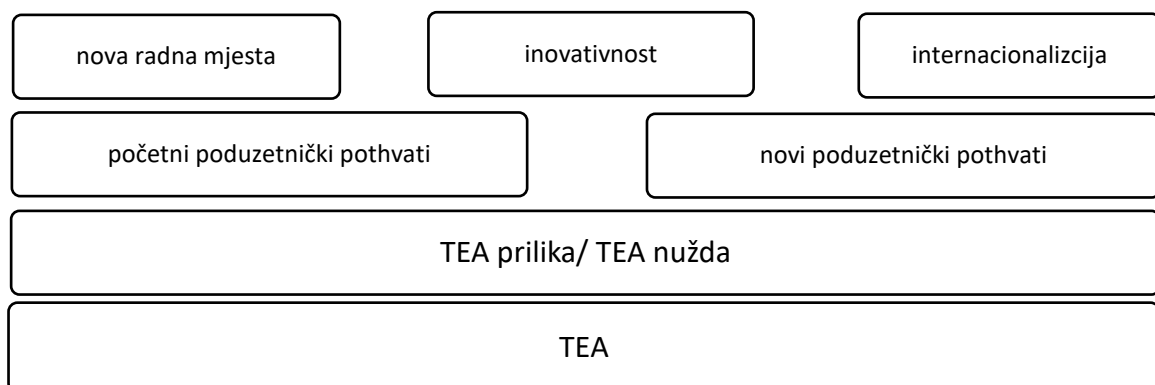 nova radna mjesta
inovativnost
internacionalizcija
početni poduzetnički pothvati
novi poduzetnički pothvati
TEA prilika/ TEA nužda
TEA